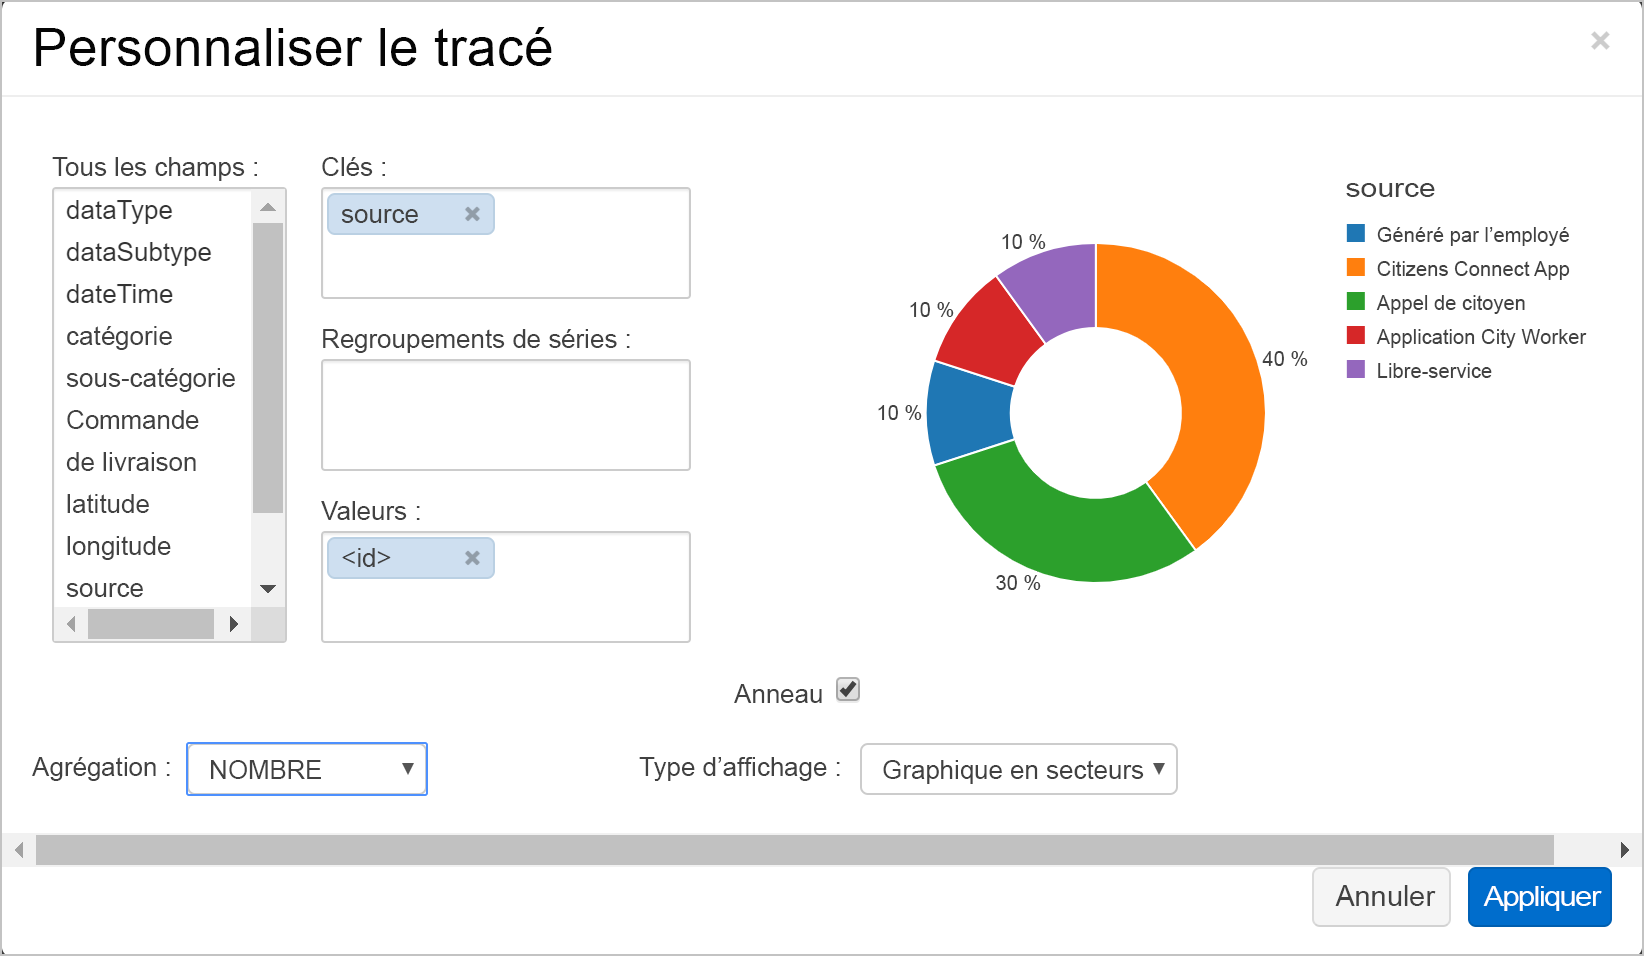 Personnaliser le tracé
×
Tous les champs :
dataType
dataSubtype
dateTime
catégorie
sous-catégorie
Commande
de livraison
latitude
longitude
source
Clés :
source
Regroupements de séries :
Valeurs :
<id>
10 %
10 %
10 %
40 %
30 %
source
Généré par l’employé
Citizens Connect App
Appel de citoyen
Application City Worker
Libre-service
Anneau
Agrégation :
NOMBRE
Type d’affichage :
Graphique en secteurs
Annuler
Appliquer